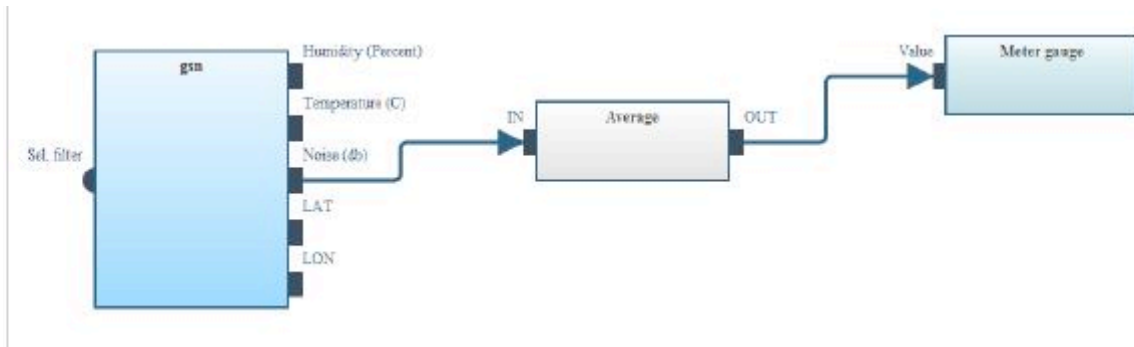 gsn
Humidity (Percent)
Temperature (C)
Noise (db)
LAT
LON
Sel. filter
IN
Average
OUT
Value
Meter gauge